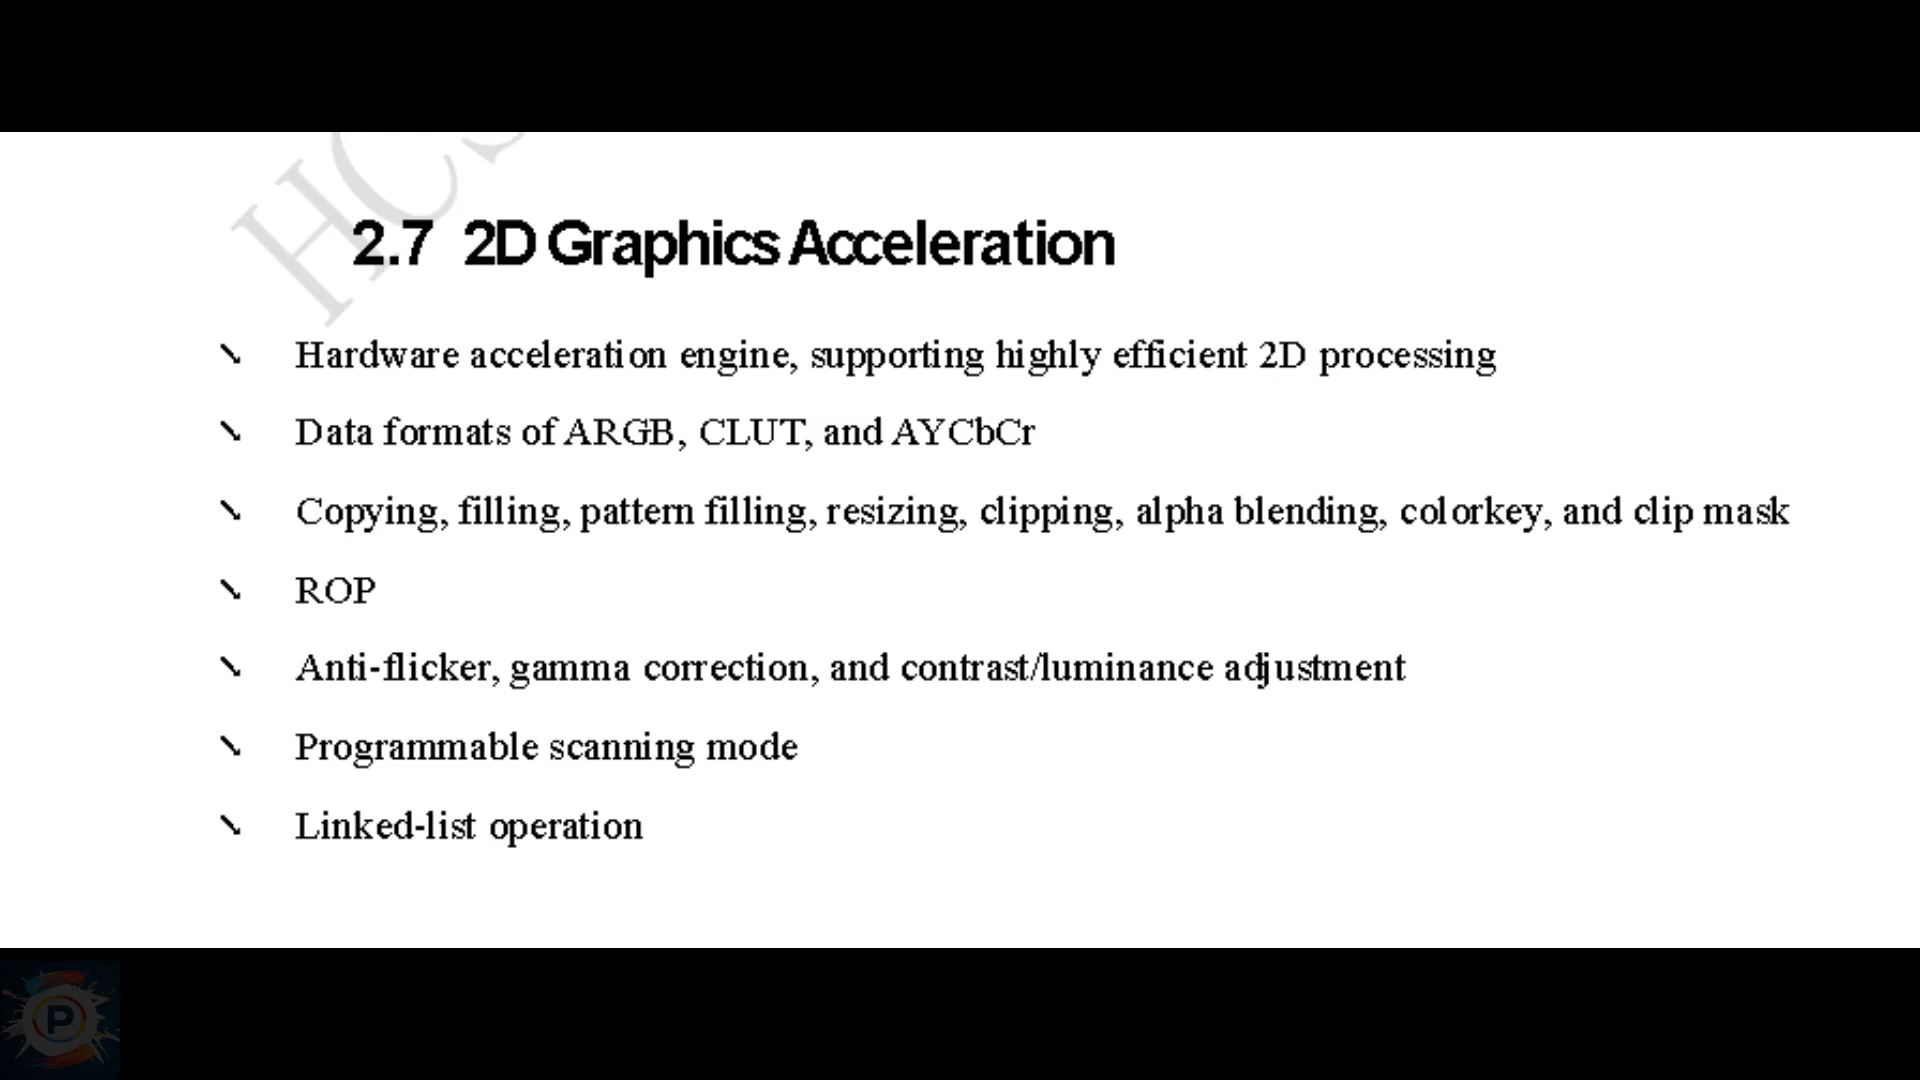 HCS
2.7 2D Graphics Acceleration
Hardware acceleration engine, supporting highly efficient 2D processing
Data formats of ARGB, CLUT, and AYCbCr
Copying, filling, pattern filling, resizing, clipping, alpha blending, colorkey, and clip mask
ROP
Anti-flicker, gamma correction, and contrast/luminance adjustment
Programmable scanning mode
Linked-list operation
P